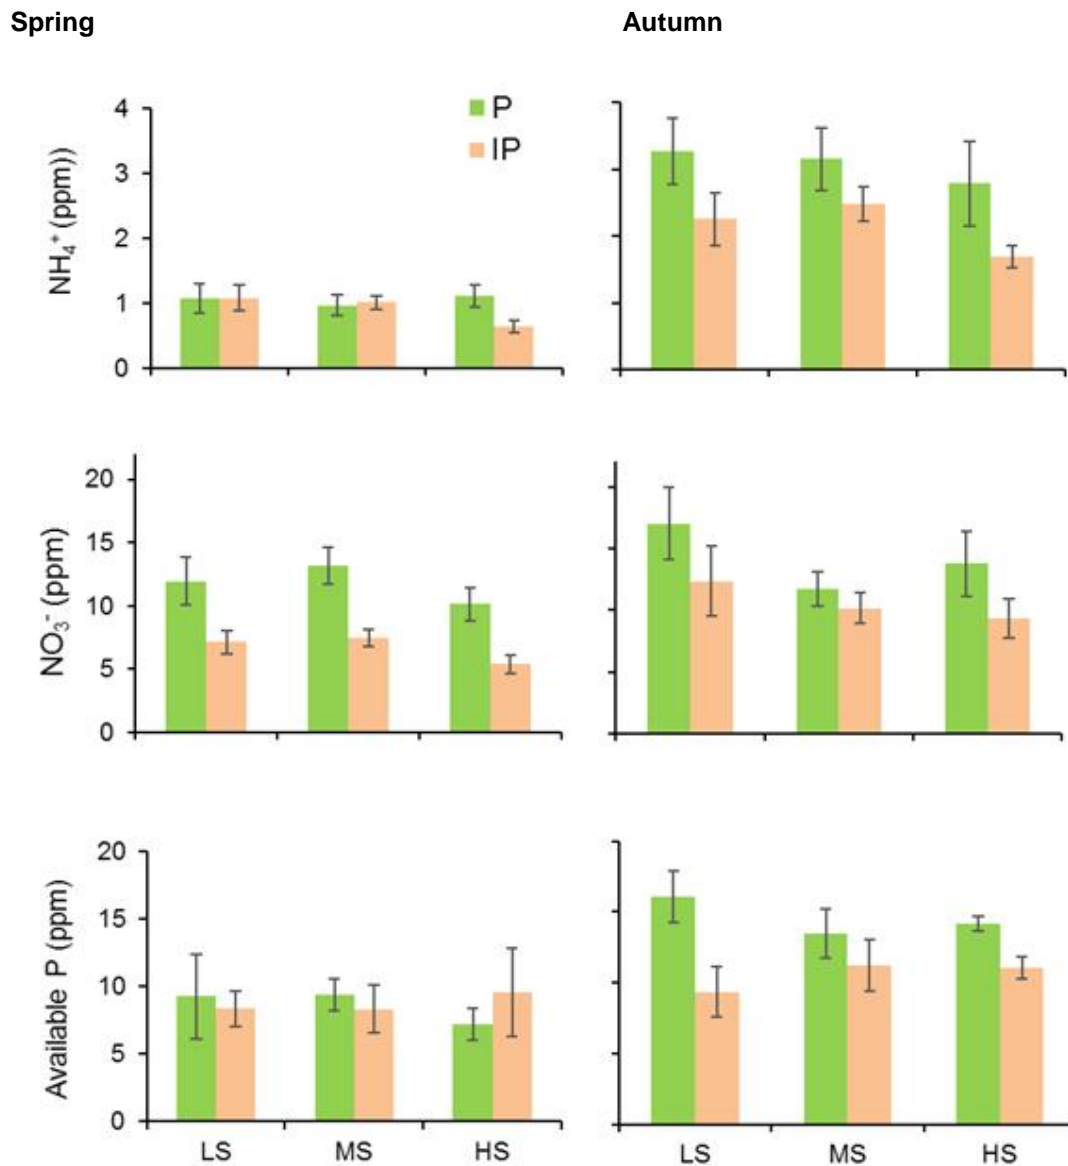 Spring
Autumn
P
IP
NH₄⁺ (ppm))
4
3
2
1
0
NO₃⁻ (ppm)
20
15
10
5
0
Available P (ppm)
20
15
10
5
0
LS MS HS
LS MS HS